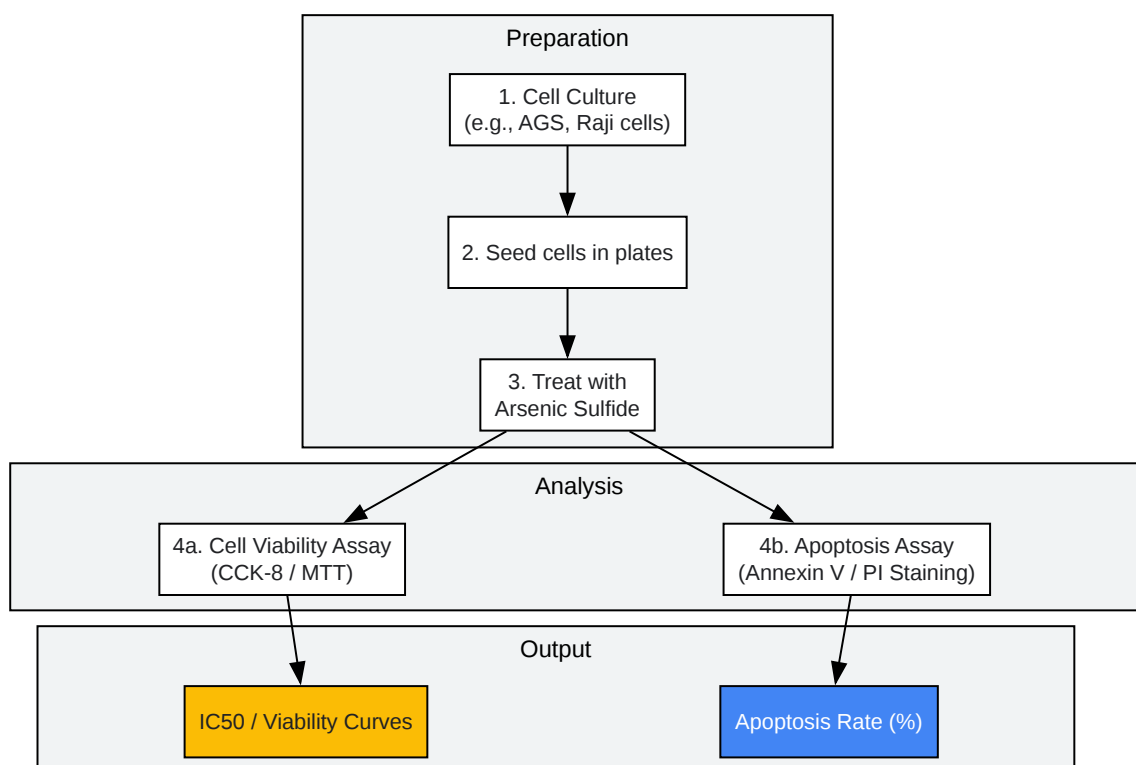 Preparation
1. Cell Culture
(e.g., AGS, Raji cells)
2. Seed cells in plates
3. Treat with
Arsenic Sulfide
Analysis
4a. Cell Viability Assay
(CCK-8 / MTT)
4b. Apoptosis Assay
(Annexin V / PI Staining)
Output
IC50 / Viability Curves
Apoptosis Rate (%)